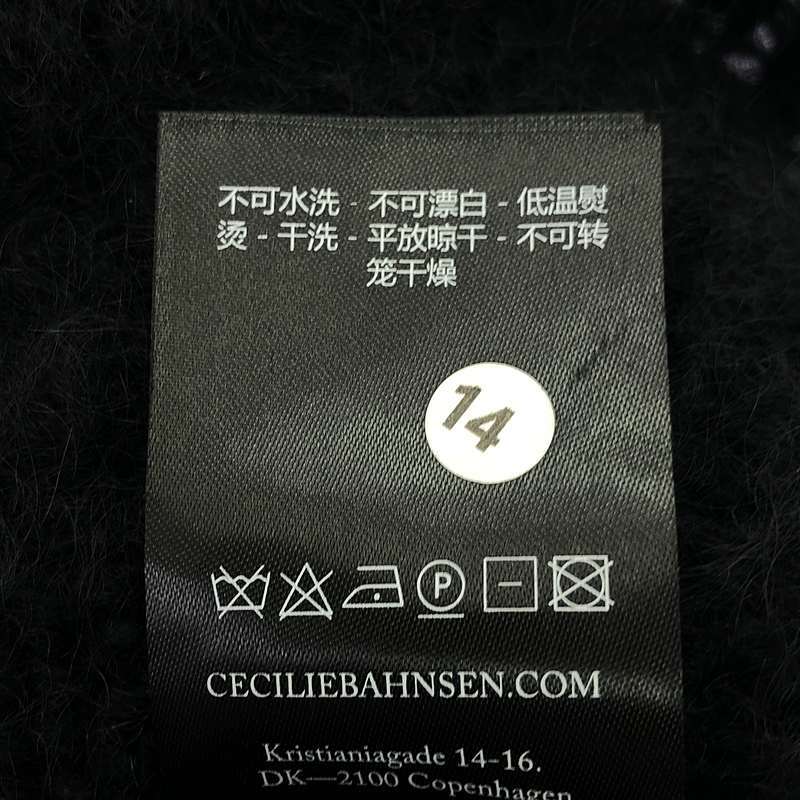 不可水洗 - 不可漂白 - 低温熨
烫 - 干洗 - 平放晾干 - 不可转
笼干燥
14
P
CECILIEBAHNSEN.COM
Kristianiagade 14-16.
DK—2100 Copenhagen